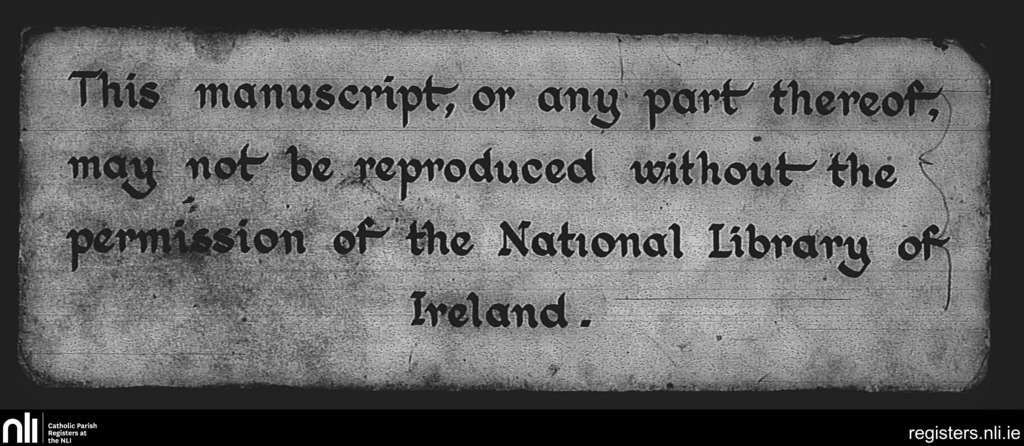 This manuscript, or any part thereof,
may not be reproduced without the
permission of the National Library of
Ireland.
nli
Catholic Parish
Registers at
the NLI
registers.nli.ie